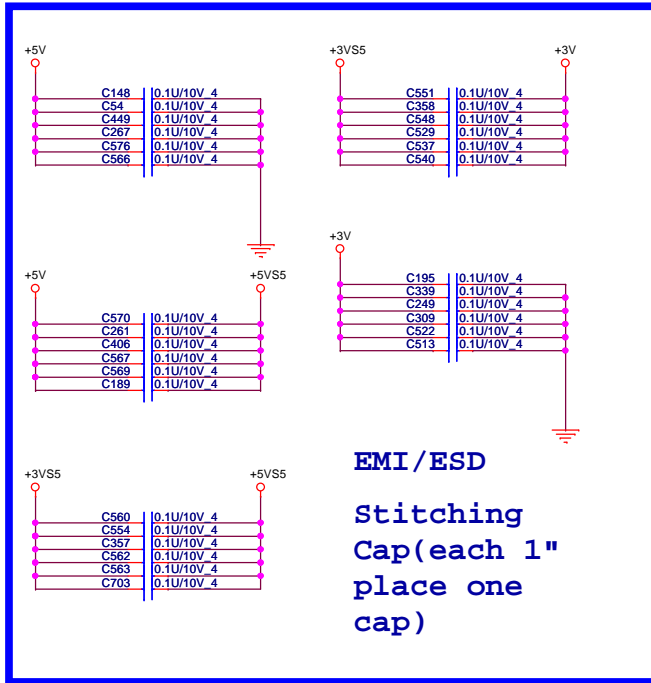 +5V
C148 0.1U/10V_4
C54 0.1U/10V_4
C449 0.1U/10V_4
C267 0.1U/10V_4
C576 0.1U/10V_4
C566 0.1U/10V_4
+3VS5 +3V
C551 0.1U/10V_4
C358 0.1U/10V_4
C548 0.1U/10V_4
C529 0.1U/10V_4
C537 0.1U/10V_4
C540 0.1U/10V_4
+5V +5VS5
C570 0.1U/10V_4
C261 0.1U/10V_4
C406 0.1U/10V_4
C567 0.1U/10V_4
C569 0.1U/10V_4
C189 0.1U/10V_4
+3V
C195 0.1U/10V_4
C339 0.1U/10V_4
C249 0.1U/10V_4
C309 0.1U/10V_4
C522 0.1U/10V_4
C513 0.1U/10V_4
+3VS5 +5VS5
C560 0.1U/10V_4
C554 0.1U/10V_4
C357 0.1U/10V_4
C562 0.1U/10V_4
C563 0.1U/10V_4
C703 0.1U/10V_4
EMI/ESD
Stitching
Cap(each 1"
place one
cap)